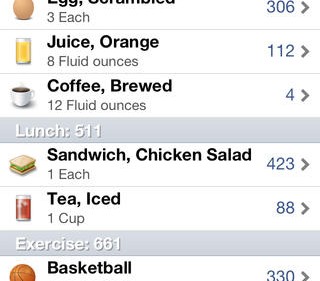 Egg, Scrambled
3 Each
306
Juice, Orange
8 Fluid ounces
112
Coffee, Brewed
12 Fluid ounces
4
Lunch: 511
Sandwich, Chicken Salad
1 Each
423
Tea, Iced
1 Cup
88
Exercise: 661
Basketball
330